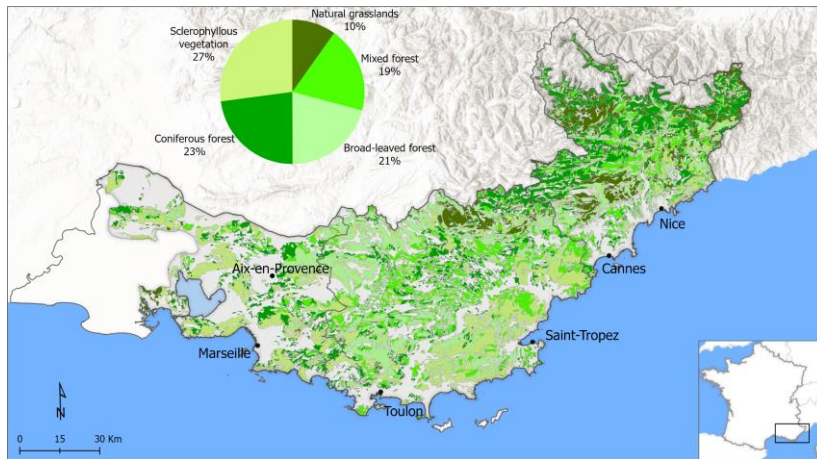 Natural grasslands
10%
Sclerophyllous
vegetation
27%
Mixed forest
19%
Coniferous forest
23%
Broad-leaved forest
21%
Nice
Cannes
Aix-en-Provence
Saint-Tropez
Marseille
Toulon
N
0 15 30 Km